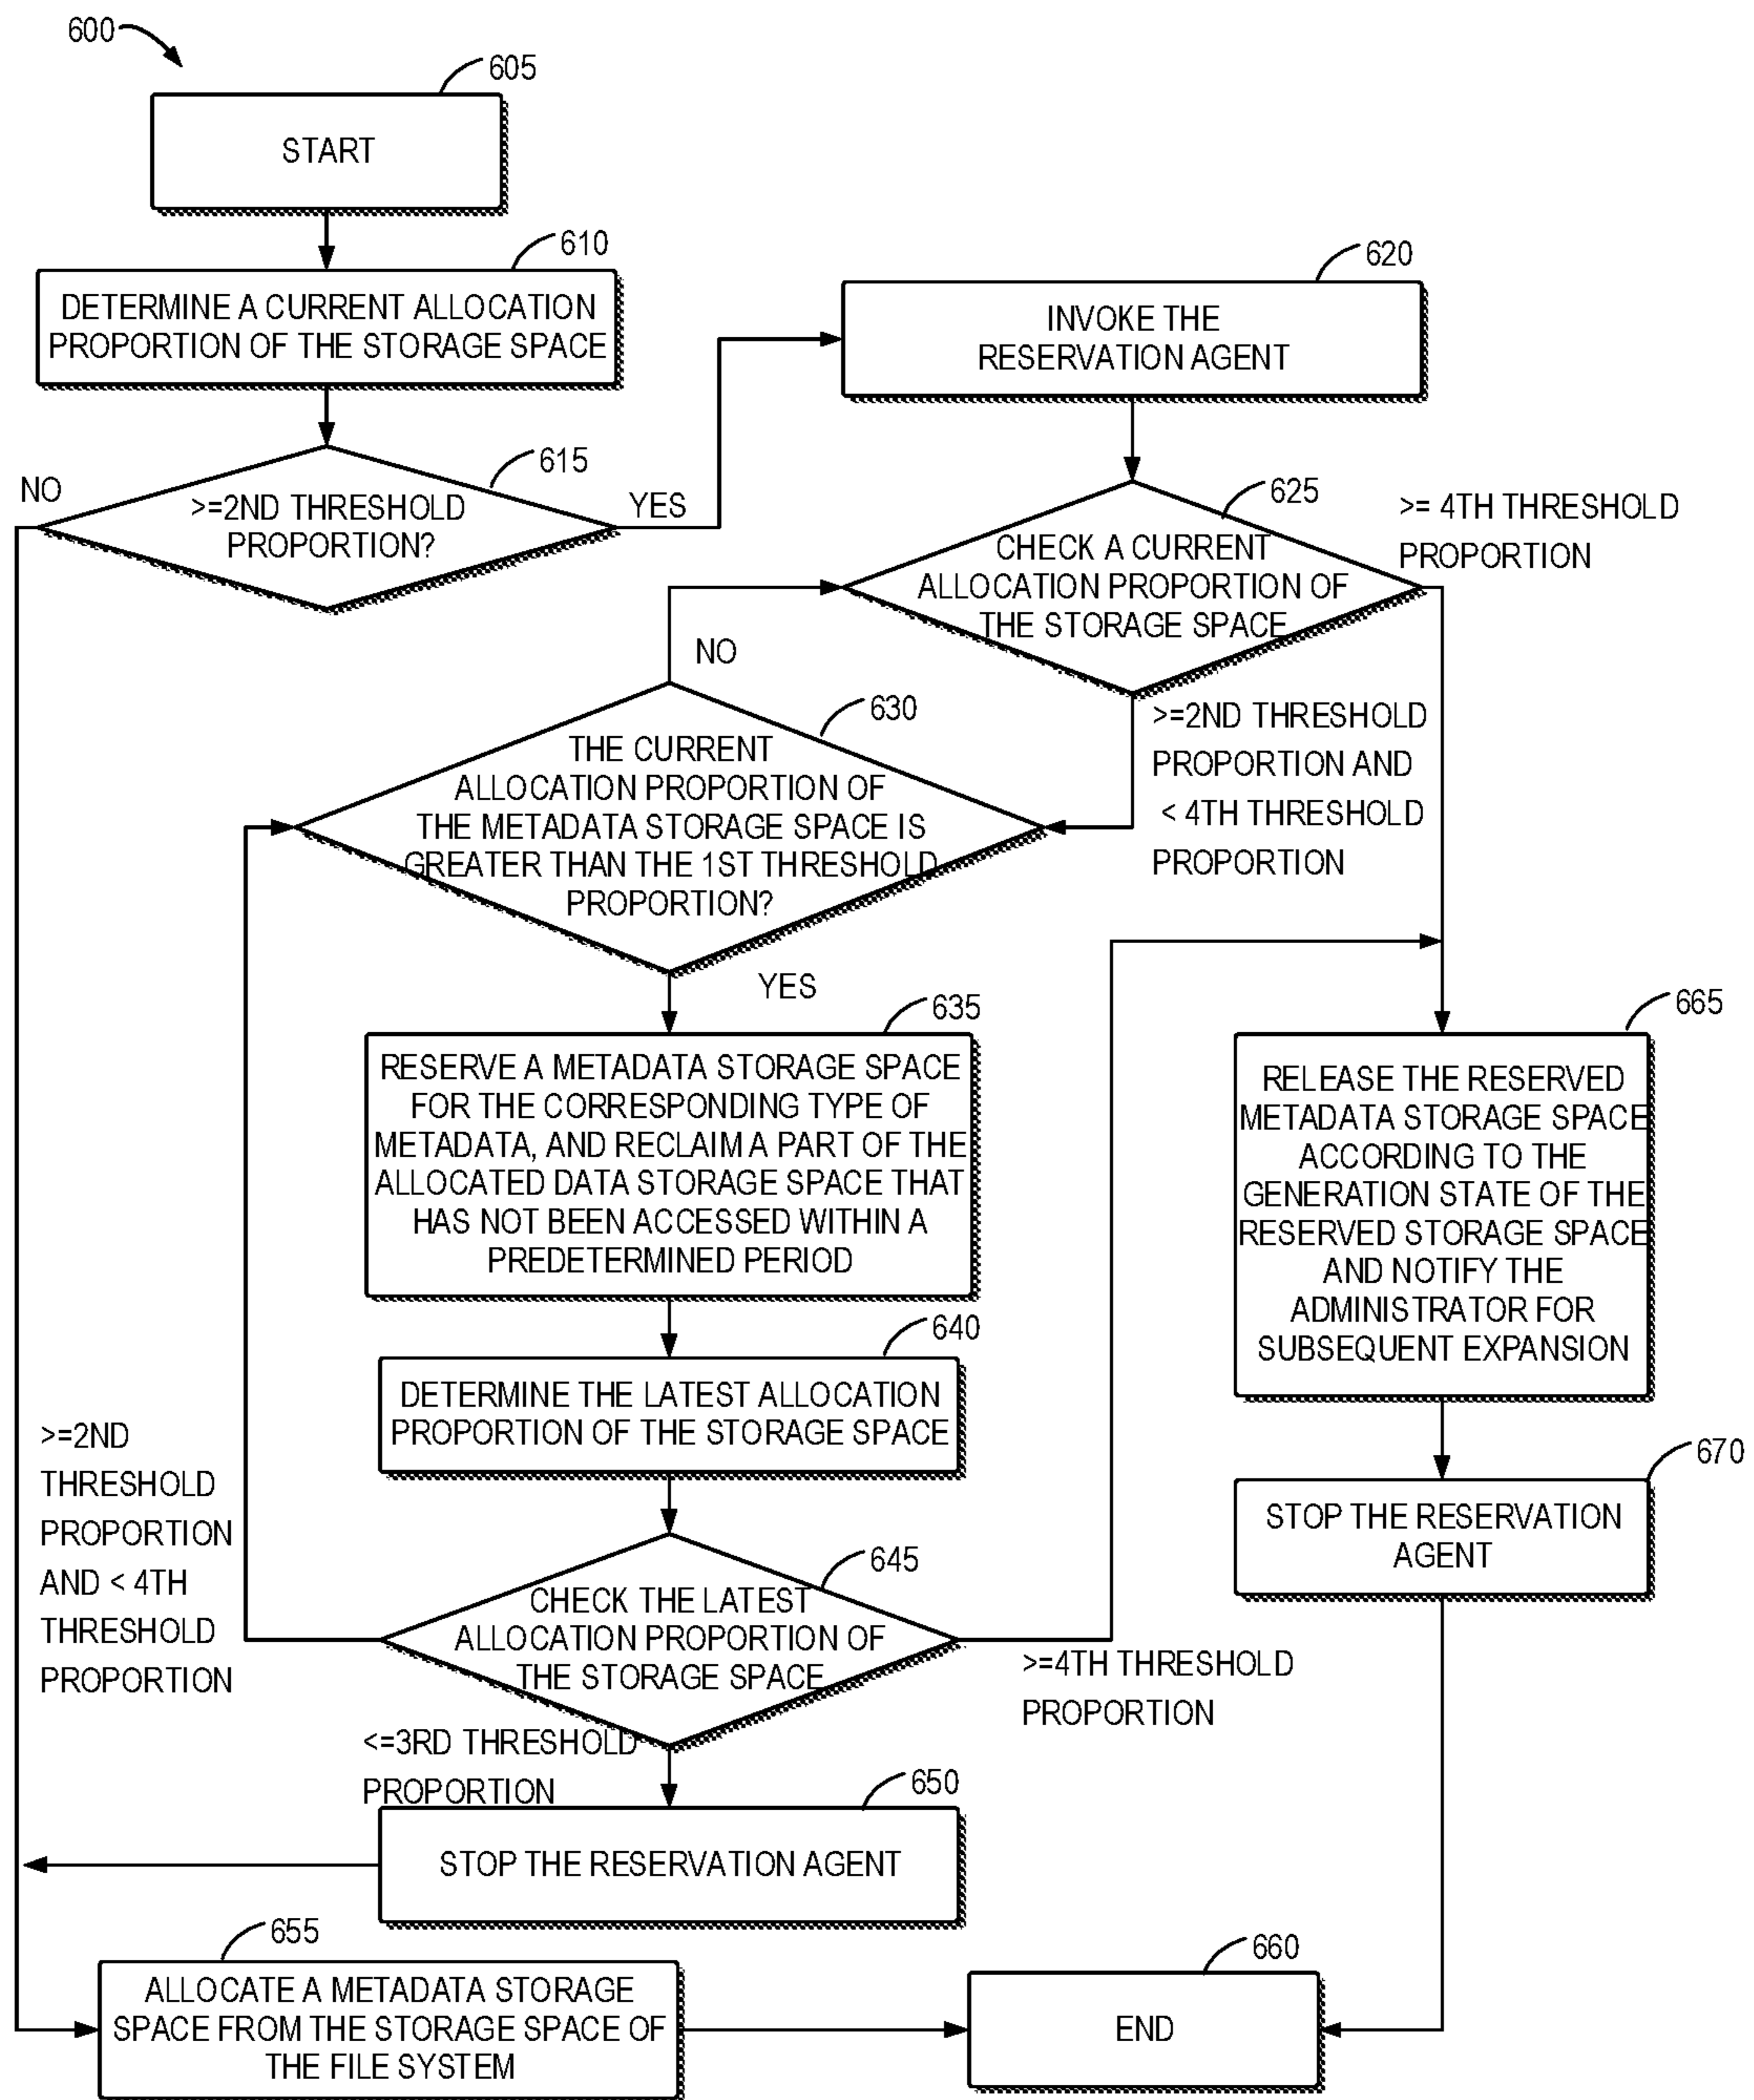 600
605
START
610
DETERMINE A CURRENT ALLOCATION
PROPORTION OF THE STORAGE SPACE
615
>=2ND THRESHOLD
PROPORTION?
NO
YES
620
INVOKE THE
RESERVATION AGENT
625
CHECK A CURRENT
ALLOCATION PROPORTION OF
THE STORAGE SPACE
>= 4TH THRESHOLD
PROPORTION
>=2ND THRESHOLD
PROPORTION AND
< 4TH THRESHOLD
PROPORTION
NO
630
THE CURRENT
ALLOCATION PROPORTION OF
THE METADATA STORAGE SPACE IS
GREATER THAN THE 1ST THRESHOLD
PROPORTION?
YES
635
RESERVE A METADATA STORAGE SPACE
FOR THE CORRESPONDING TYPE OF
METADATA, AND RECLAIM A PART OF THE
ALLOCATED DATA STORAGE SPACE THAT
HAS NOT BEEN ACCESSED WITHIN A
PREDETERMINED PERIOD
640
DETERMINE THE LATEST ALLOCATION
PROPORTION OF THE STORAGE SPACE
645
CHECK THE LATEST
ALLOCATION PROPORTION OF
THE STORAGE SPACE
>=2ND
THRESHOLD
PROPORTION
AND < 4TH
THRESHOLD
PROPORTION
>=4TH THRESHOLD
PROPORTION
<=3RD THRESHOLD
PROPORTION
650
STOP THE RESERVATION AGENT
655
ALLOCATE A METADATA STORAGE
SPACE FROM THE STORAGE SPACE OF
THE FILE SYSTEM
660
END
665
RELEASE THE RESERVED
METADATA STORAGE SPACE
ACCORDING TO THE
GENERATION STATE OF THE
RESERVED STORAGE SPACE
AND NOTIFY THE
ADMINISTRATOR FOR
SUBSEQUENT EXPANSION
670
STOP THE RESERVATION
AGENT